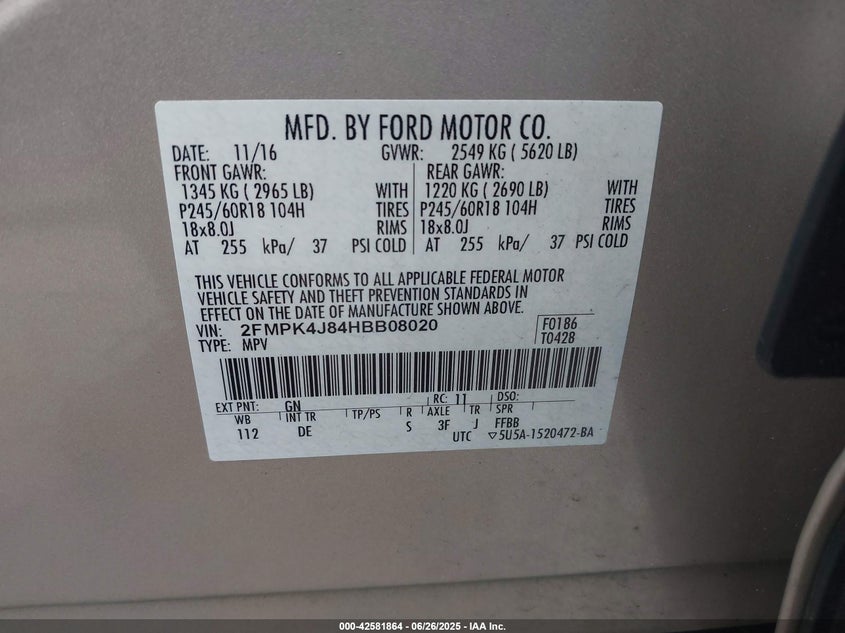 MFD. BY FORD MOTOR CO.
DATE: 11/16 GVWR: 2549 KG ( 5620 LB)
FRONT GAWR: REAR GAWR:
1345 KG ( 2965 LB) WITH 1220 KG ( 2690 LB) WITH
P245/60R18 104H TIRES P245/60R18 104H TIRES
18x8.0J RIMS 18x8.0J RIMS
AT 255 kPa/ 37 PSI COLD AT 255 kPa/ 37 PSI COLD
THIS VEHICLE CONFORMS TO ALL APPLICABLE FEDERAL MOTOR
VEHICLE SAFETY AND THEFT PREVENTION STANDARDS IN
EFFECT ON THE DATE OF MANUFACTURE SHOWN ABOVE.
VIN: 2FMPK4J84HBB08020 F0186
TYPE: MPV T0428
EXT PNT: GN RC: 11 DSO:
WB INT TR TP/PS R AXLE TR SPR
112 DE S 3F J FFBB
UTC ▽5U5A-1520472-BA
000-42581864 | 06/26/2025 - IAA Inc.